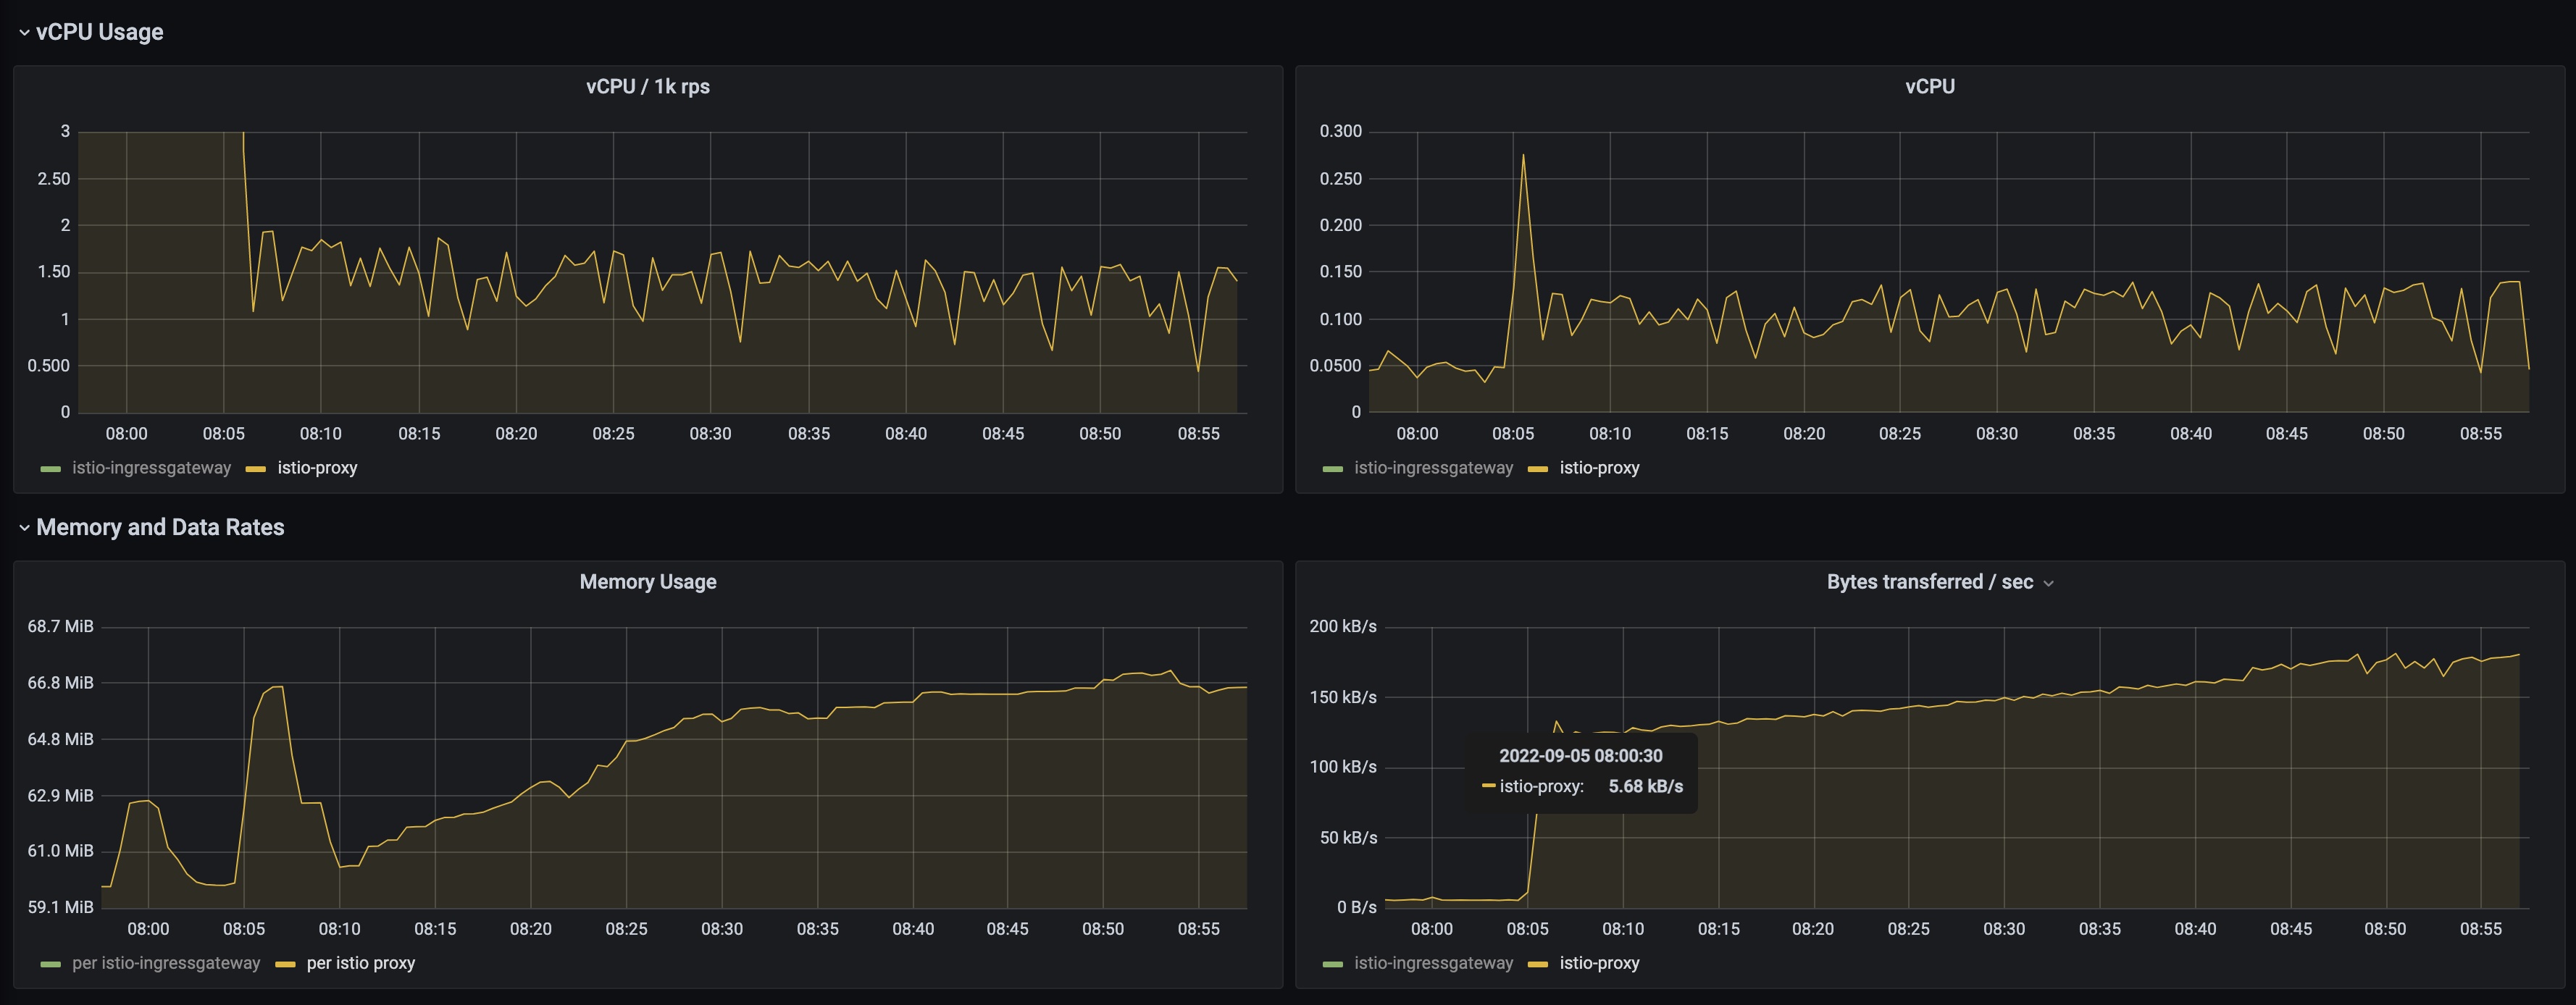 vCPU Usage
vCPU / 1k rps
3
2.50
2
1.50
1
0.500
0
08:00 08:05 08:10 08:15 08:20 08:25 08:30 08:35 08:40 08:45 08:50 08:55
istio-ingressgateway istio-proxy
vCPU
0.300
0.250
0.200
0.150
0.100
0.0500
0
08:00 08:05 08:10 08:15 08:20 08:25 08:30 08:35 08:40 08:45 08:50 08:55
istio-ingressgateway istio-proxy
Memory and Data Rates
Memory Usage
68.7 MiB
66.8 MiB
64.8 MiB
62.9 MiB
61.0 MiB
59.1 MiB
08:00 08:05 08:10 08:15 08:20 08:25 08:30 08:35 08:40 08:45 08:50 08:55
per istio-ingressgateway per istio proxy
Bytes transferred / sec
200 kB/s
150 kB/s
100 kB/s
50 kB/s
0 B/s
2022-09-05 08:00:30
istio-proxy: 5.68 kB/s
08:00 08:05 08:10 08:15 08:20 08:25 08:30 08:35 08:40 08:45 08:50 08:55
istio-ingressgateway istio-proxy